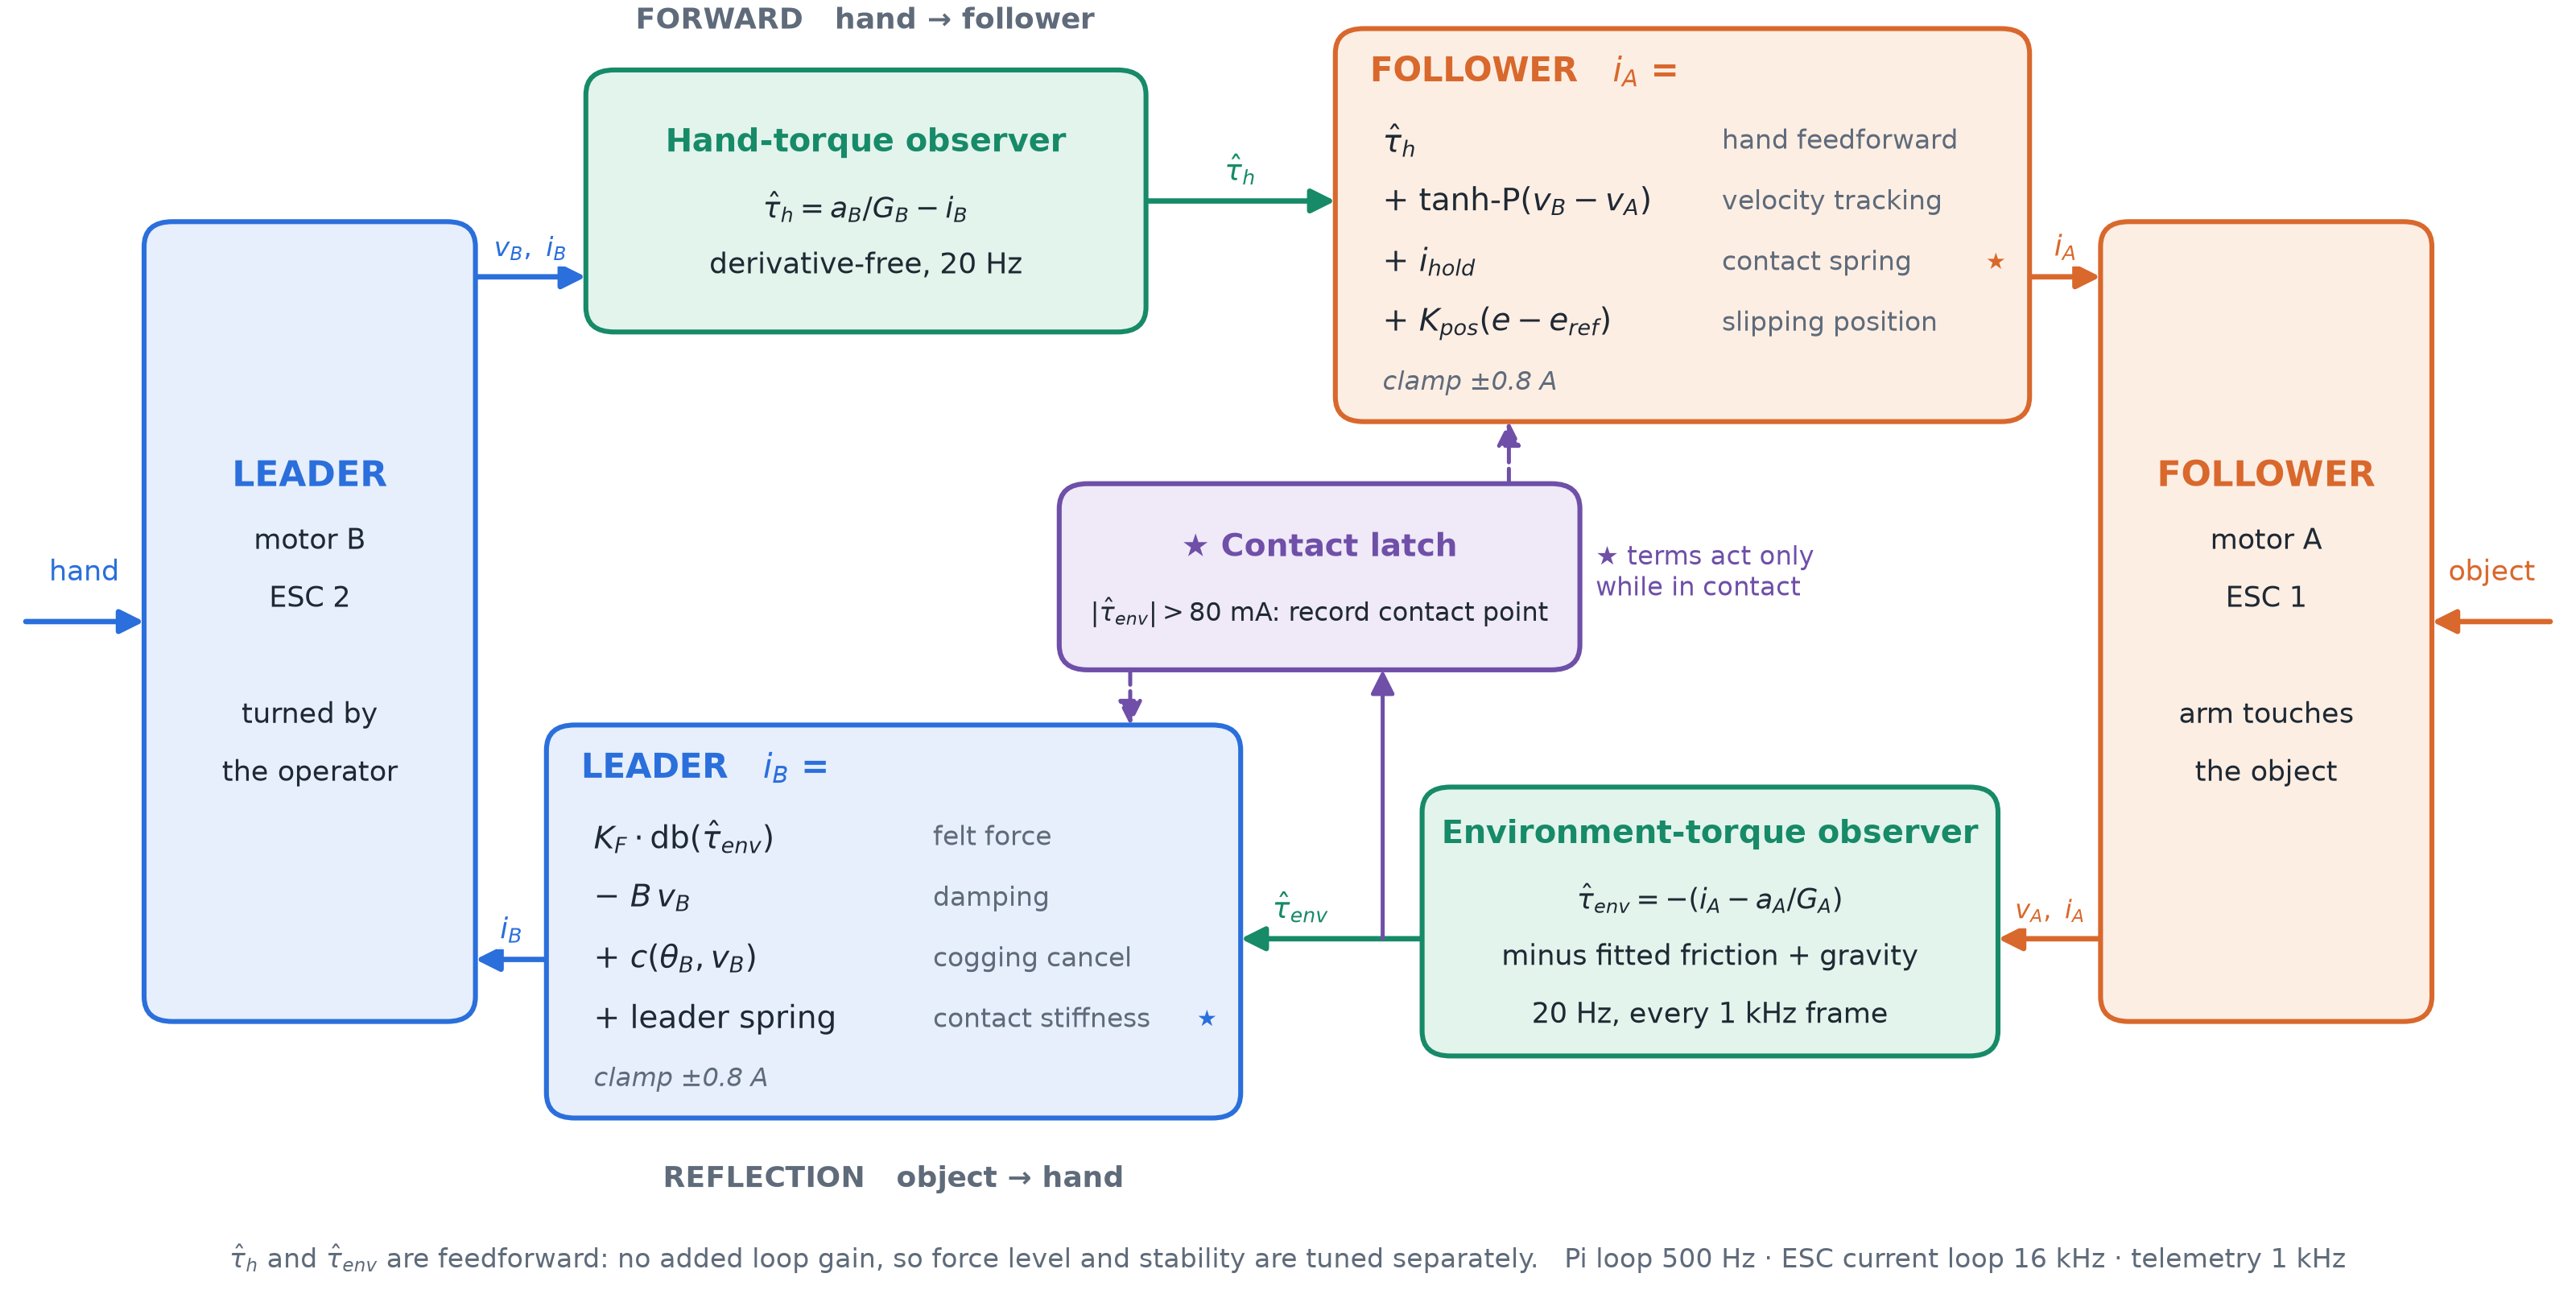 FORWARD hand → follower
FOLLOWER i_A =
τ̂_h hand feedforward
+ tanh-P(v_B − v_A) velocity tracking
+ i_hold contact spring ★
+ K_pos(e − e_ref) slipping position
clamp ±0.8 A
Hand-torque observer
τ̂_h = a_B/G_B − i_B
derivative-free, 20 Hz
τ̂_h
v_B, i_B
i_A
LEADER
motor B
ESC 2
turned by
the operator
hand
FOLLOWER
motor A
ESC 1
arm touches
the object
object
★ Contact latch
|τ̂_env| > 80 mA: record contact point
★ terms act only
while in contact
LEADER i_B =
K_F · db(τ̂_env) felt force
− B v_B damping
+ c(θ_B, v_B) cogging cancel
+ leader spring contact stiffness ★
clamp ±0.8 A
i_B
τ̂_env
Environment-torque observer
τ̂_env = −(i_A − a_A/G_A)
minus fitted friction + gravity
20 Hz, every 1 kHz frame
v_A, i_A
REFLECTION object → hand
τ̂_h and τ̂_env are feedforward: no added loop gain, so force level and stability are tuned separately. Pi loop 500 Hz · ESC current loop 16 kHz · telemetry 1 kHz